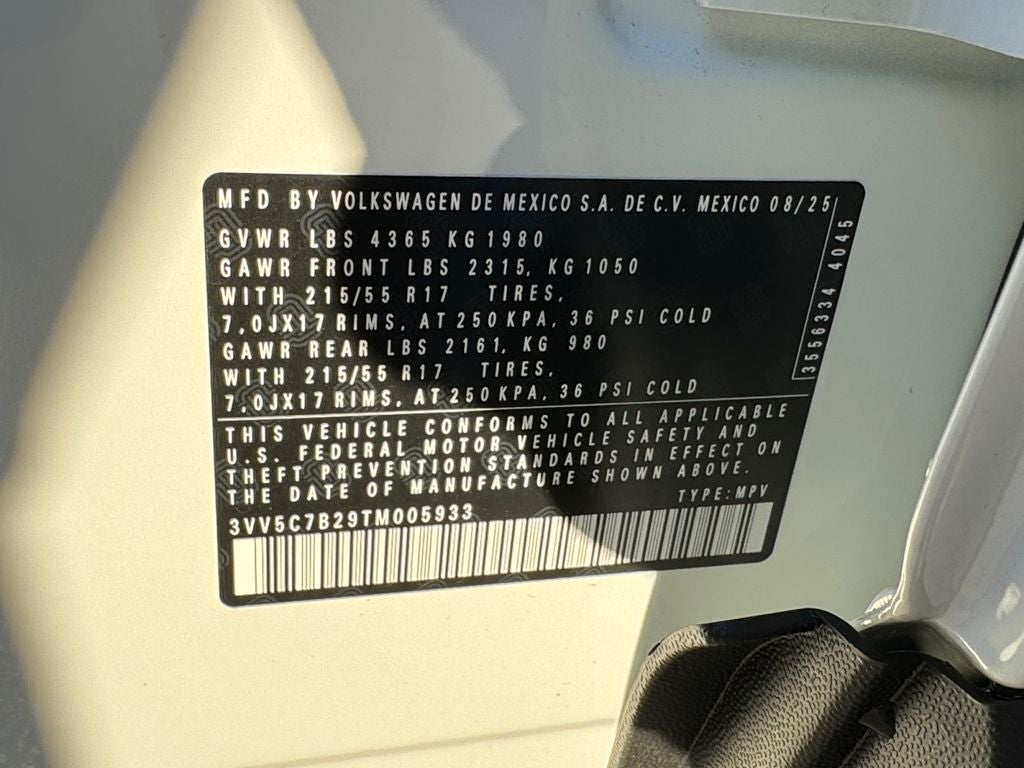 MFD BY VOLKSWAGEN DE MEXICO S.A. DE C.V. MEXICO 08/25
GVWR LBS 4365 KG 1980
GAWR FRONT LBS 2315, KG 1050
WITH 215/55 R17 TIRES,
7,0JX17 RIMS, AT 250 KPA, 36 PSI COLD
GAWR REAR LBS 2161, KG 980
WITH 215/55 R17 TIRES,
7,0JX17 RIMS, AT 250 KPA, 36 PSI COLD
3556334 4045
THIS VEHICLE CONFORMS TO ALL APPLICABLE
U.S. FEDERAL MOTOR VEHICLE SAFETY AND
THEFT PREVENTION STANDARDS IN EFFECT ON
THE DATE OF MANUFACTURE SHOWN ABOVE.
TYPE: MPV
3VV5C7B29TM005933